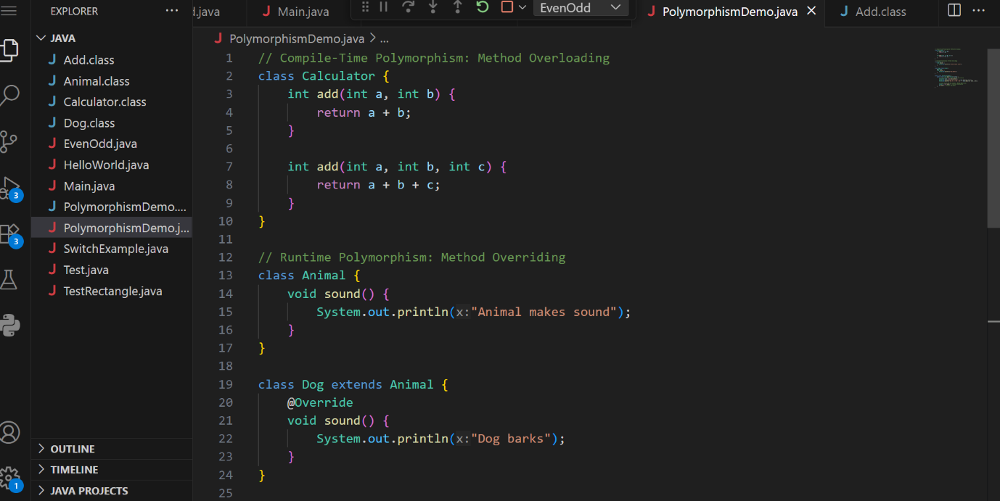 EXPLORER
JAVA
Add.class
Animal.class
Calculator.class
Dog.class
EvenOdd.java
HelloWorld.java
Main.java
PolymorphismDemo....
PolymorphismDemo.j...
SwitchExample.java
Test.java
TestRectangle.java
3
3
1
OUTLINE
TIMELINE
JAVA PROJECTS
d.java
Main.java
EvenOdd
PolymorphismDemo.java
Add.class
PolymorphismDemo.java > ...
1 // Compile-Time Polymorphism: Method Overloading
2 class Calculator {
3 int add(int a, int b) {
4 return a + b;
5 }
6
7 int add(int a, int b, int c) {
8 return a + b + c;
9 }
10 }
11
12 // Runtime Polymorphism: Method Overriding
13 class Animal {
14 void sound() {
15 System.out.println(x:"Animal makes sound");
16 }
17 }
18
19 class Dog extends Animal {
20 @Override
21 void sound() {
22 System.out.println(x:"Dog barks");
23 }
24 }
25